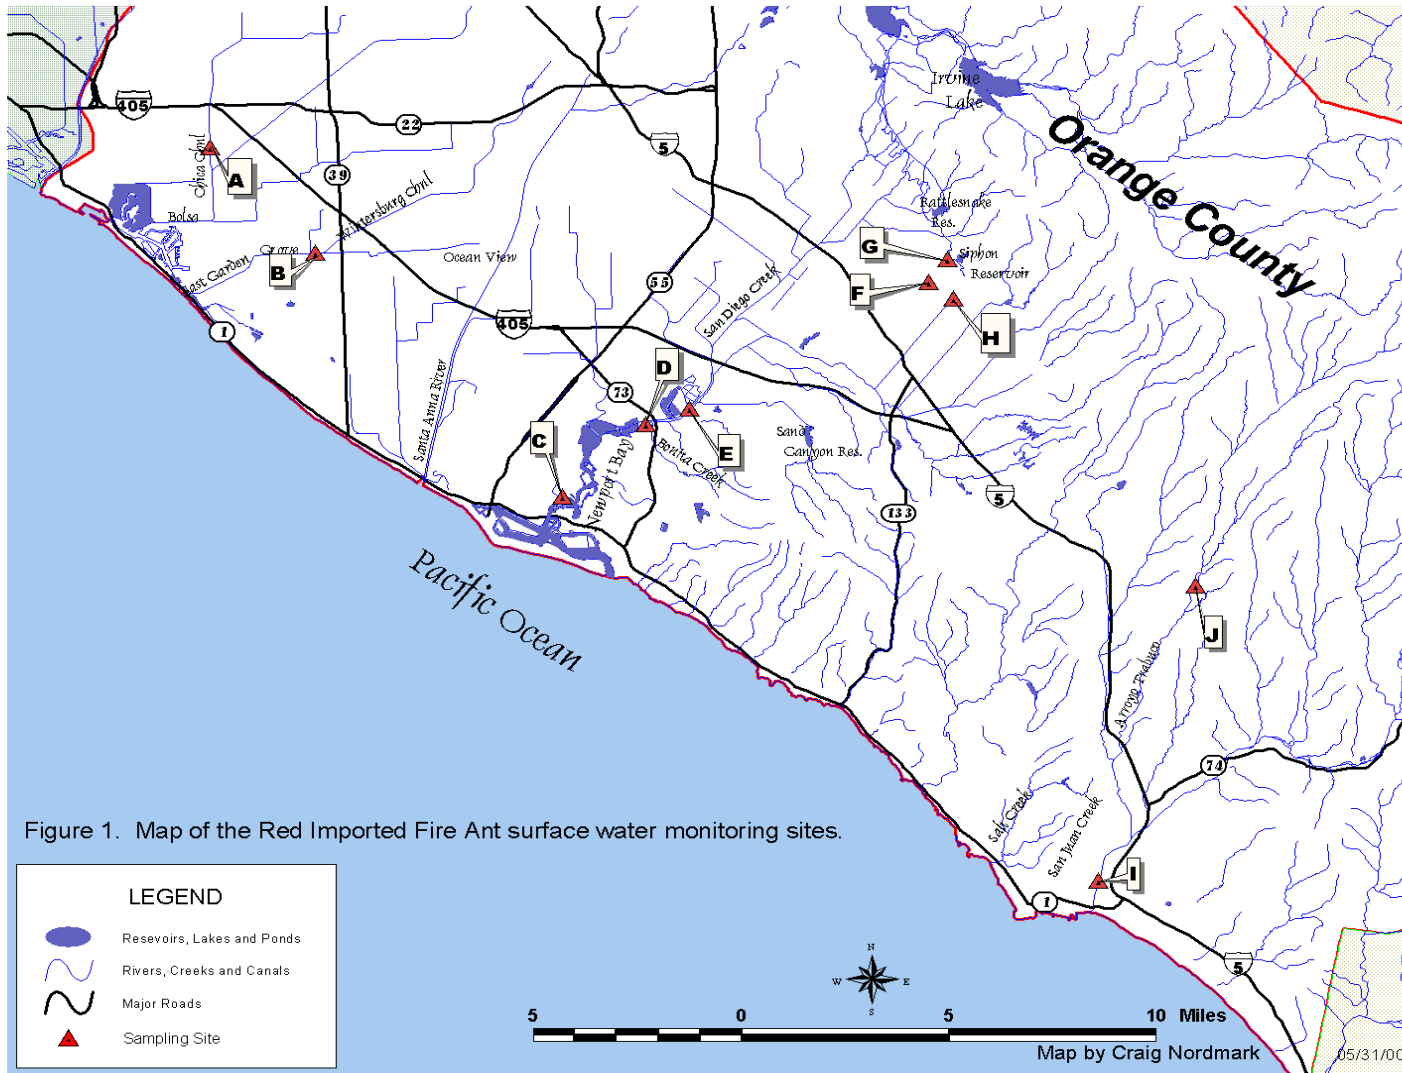 405
22
39
5
Irvine
Lake
Orange County
Chica Chnl
A
Bolsa
Wintersburg Chnl
Grove
B
East Garden
Ocean View
Rattlesnake
Res.
G
Siphon
Reservoir
F
H
55
San Diego Creek
405
1
D
73
Santa Anna River
C
E
Sand
Canyon Res.
Bonita Creek
Newport Bay
133
5
Pacific Ocean
J
Arroyo Trabuco
74
Salt Creek
San Juan Creek
I
1
5
Figure 1. Map of the Red Imported Fire Ant surface water monitoring sites.
LEGEND
Resevoirs, Lakes and Ponds
Rivers, Creeks and Canals
Major Roads
Sampling Site
N
W E
S
5 0 5 10 Miles
Map by Craig Nordmark
05/31/00